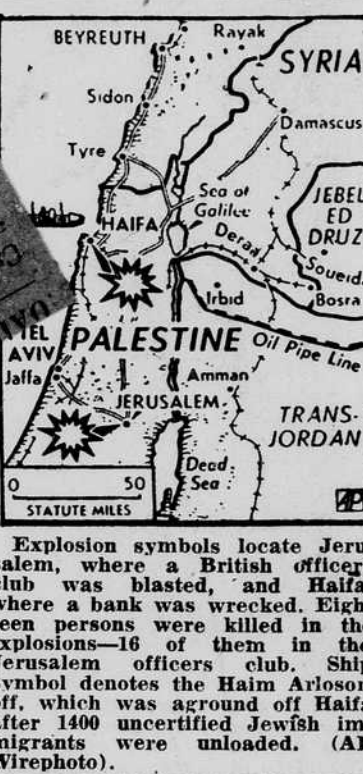 BEYREUTH
Rayak
SYRIA
Sidon
Damascus
Tyre
Sea of
Galilee
JEBEL
ED
DRUZ
HAIFA
Deraa
Soueida
Bosra
Irbid
TEL
AVIV
PALESTINE
Oil Pipe Line
Jaffa
Amman
JERUSALEM
TRANS-
JORDAN
Dead
Sea
0 50
STATUTE MILES
AP
Explosion symbols locate Jeru
salem, where a British officer
club was blasted, and Haifa
where a bank was wrecked. Eigh
een persons were killed in the
explosions—16 of them in the
Jerusalem officers club. Ship
symbol denotes the Haim Arloson
off, which was aground off Haifa
after 1400 uncertified Jewish im
migrants were unloaded. (AP
Wirephoto).